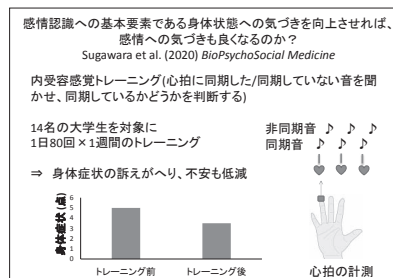 感情認識への基本要素である身体状態への気づきを向上させれば、
感情への気づきも良くなるのか?
Sugawara et al. (2020) BioPsychoSocial Medicine
内受容感覚トレーニング(心拍に同期した/同期していない音を聞
かせ、同期しているかどうかを判断する)
14名の大学生を対象に
1日80回×1週間のトレーニング
⇒ 身体症状の訴えがへり、不安も低減
非同期音 ♪ ♪ ♪
同期音 ♪ ♪ ♪
身体症状(点)
6
4
2
0
トレーニング前
トレーニング後
心拍の計測